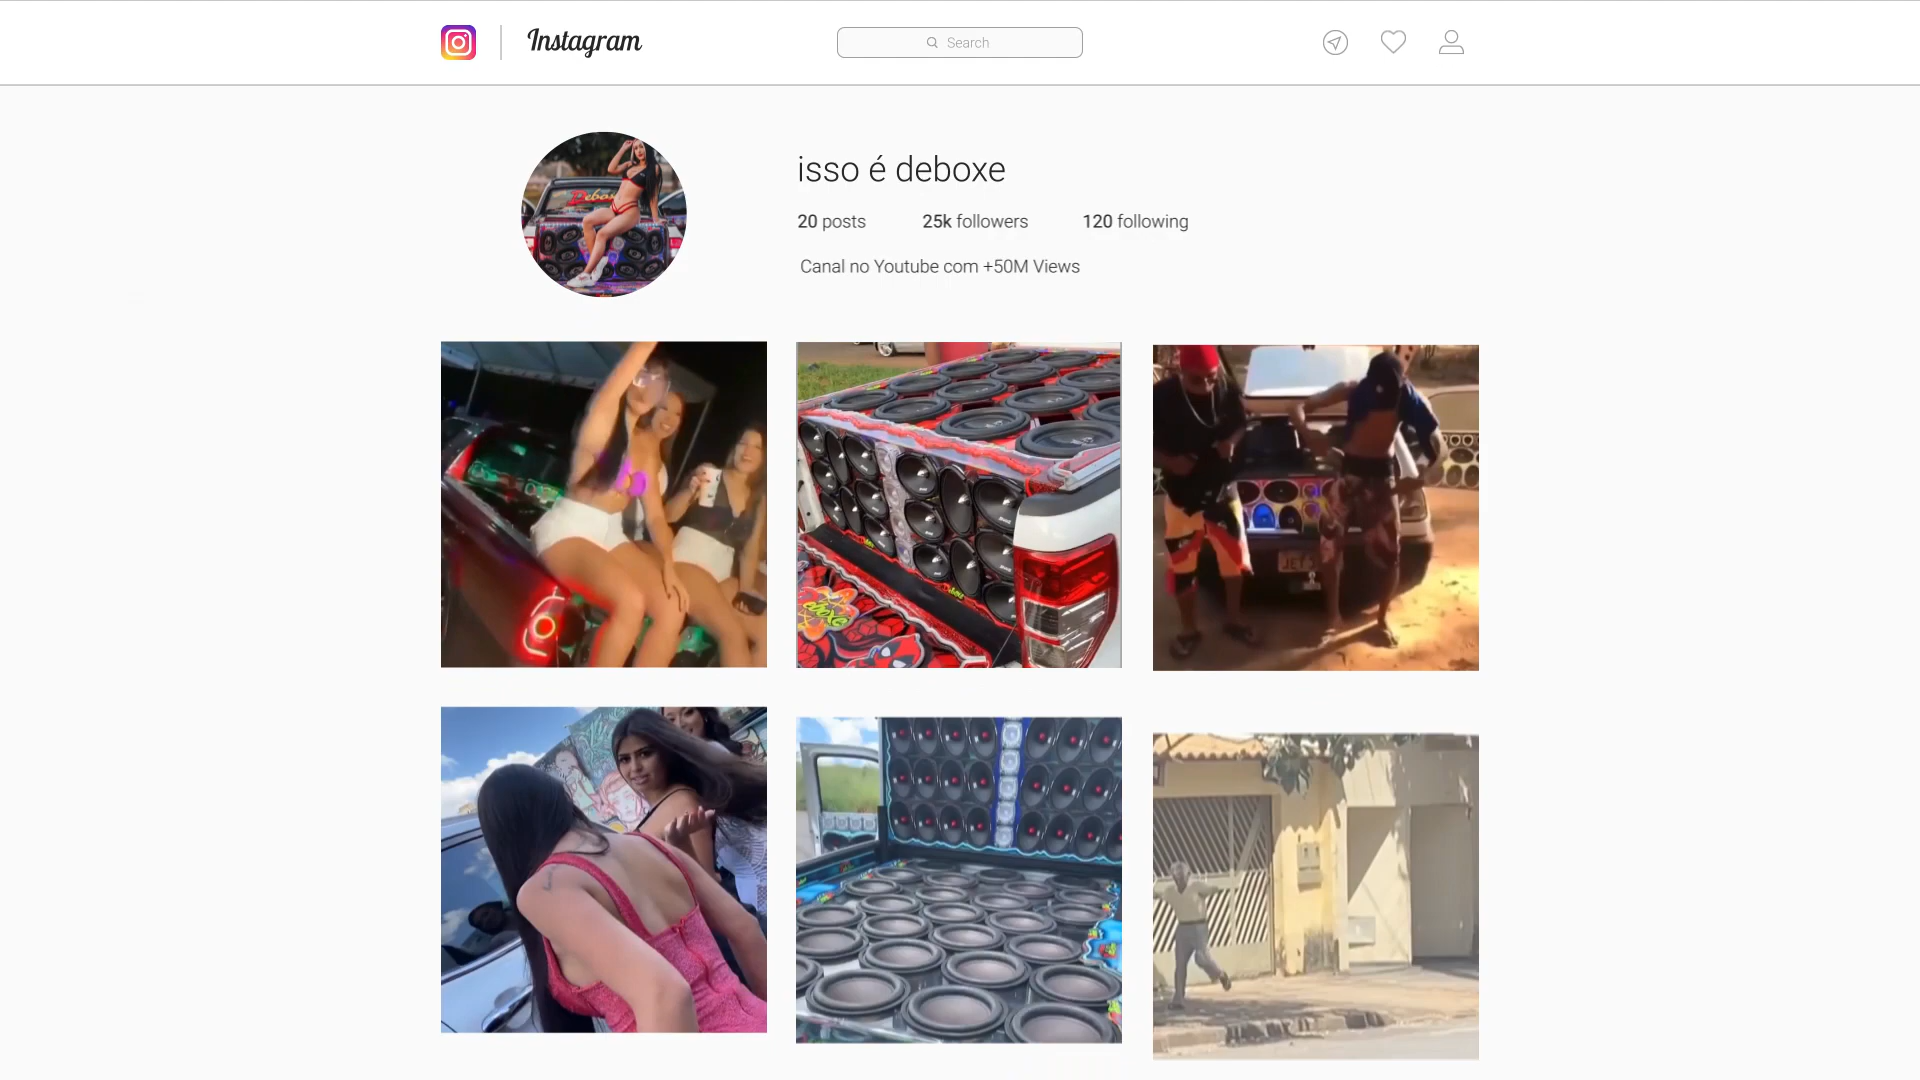 Instagram
Search
isso é deboxe
20 posts 25k followers 120 following
Canal no Youtube com +50M Views